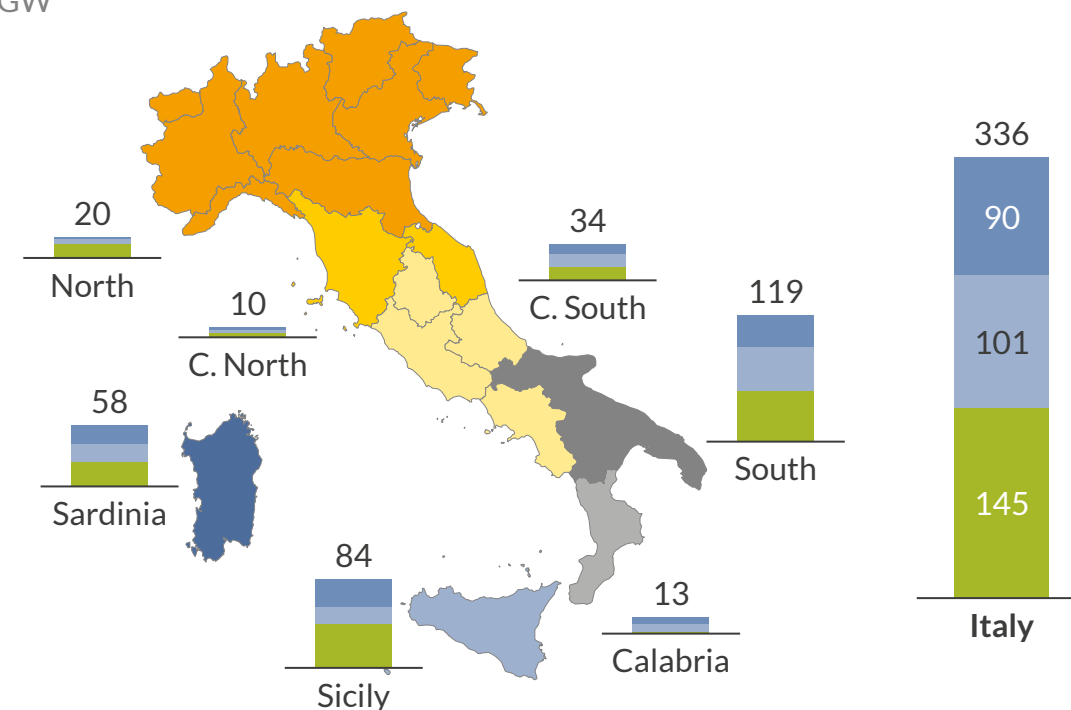 GW
336
90
20
34
North
119
10
C. South
C. North
101
58
South
Sardinia
145
84
13
Italy
Calabria
Sicily